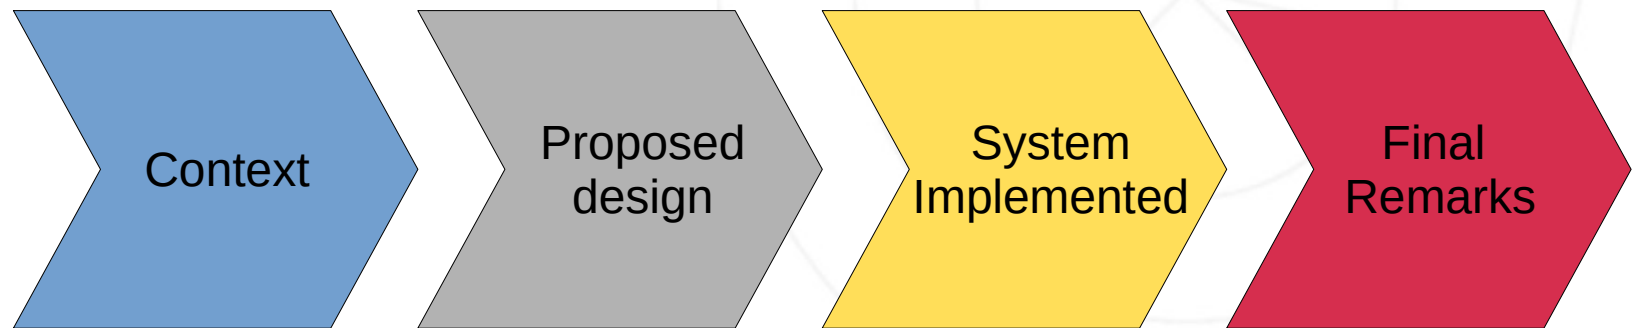 Context
Proposed
design
System
Implemented
Final
Remarks